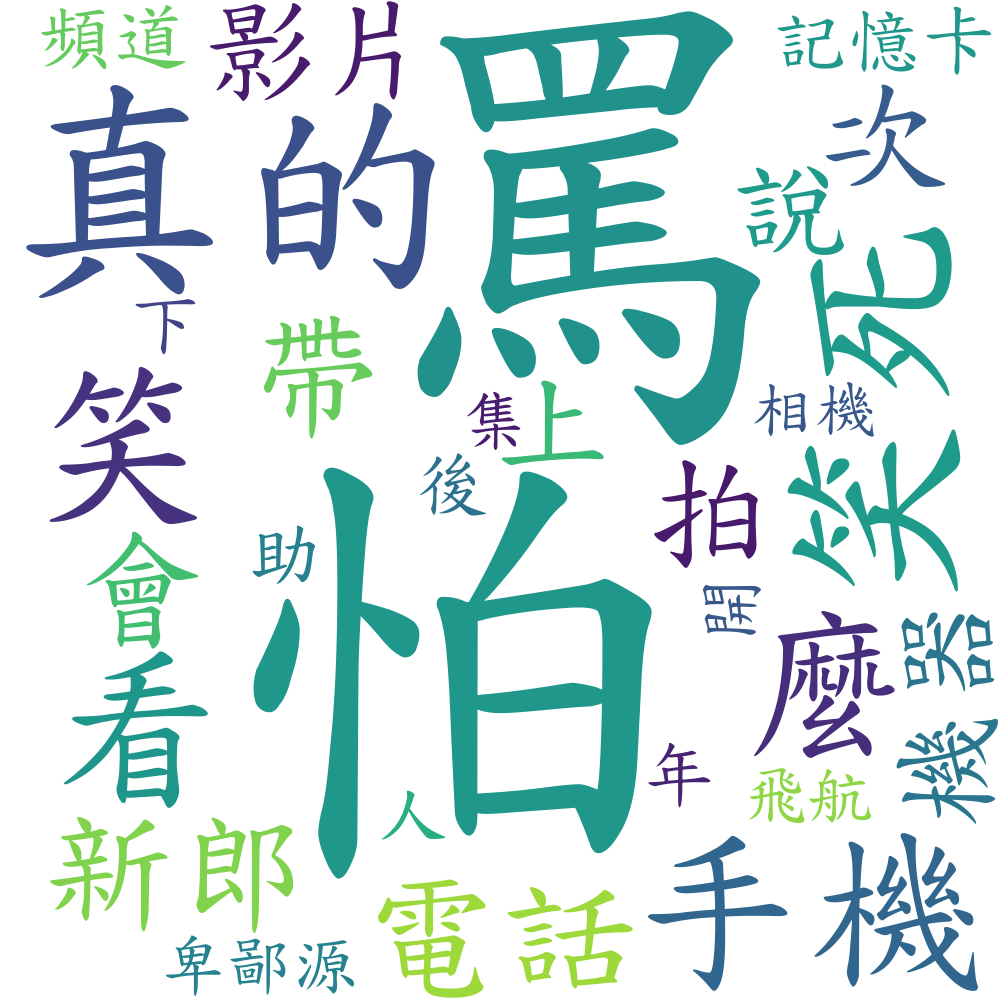 頻道
影片
罵
記憶卡
真
的
次
說
下
帶
笑死
笑
集
上
相機
後
拍
會
助
怕
開
器
機
看
麼
年
飛航
新郎
人
電話
手機
卑鄙源